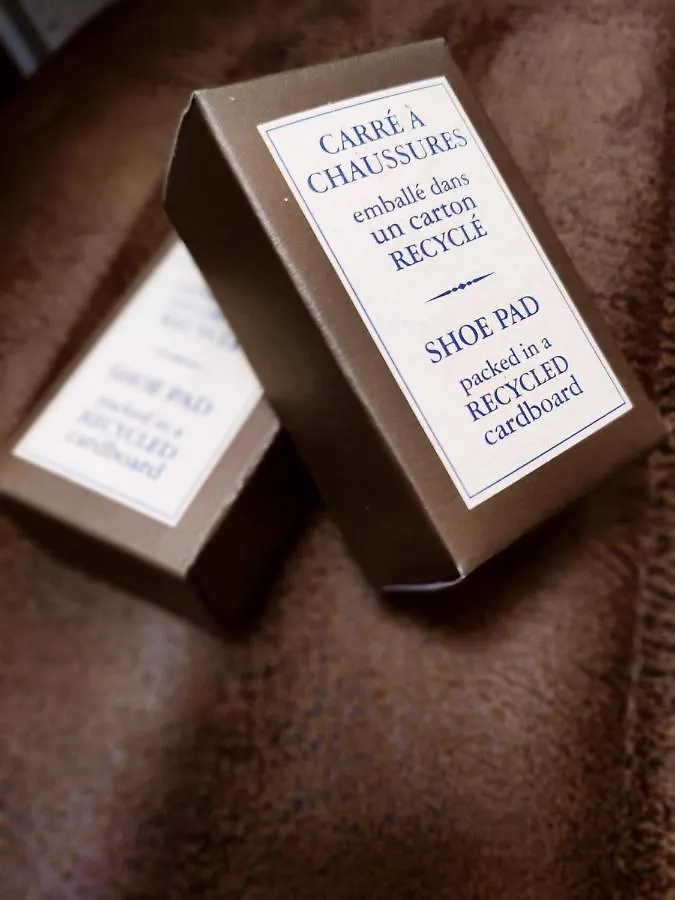 CARRÉ À
CHAUSSURES
emballé dans
un carton
RECYCLÉ
SHOE PAD
packed in a
RECYCLED
cardboard
SHOE PAD
packed in a
RECYCLED
cardboard